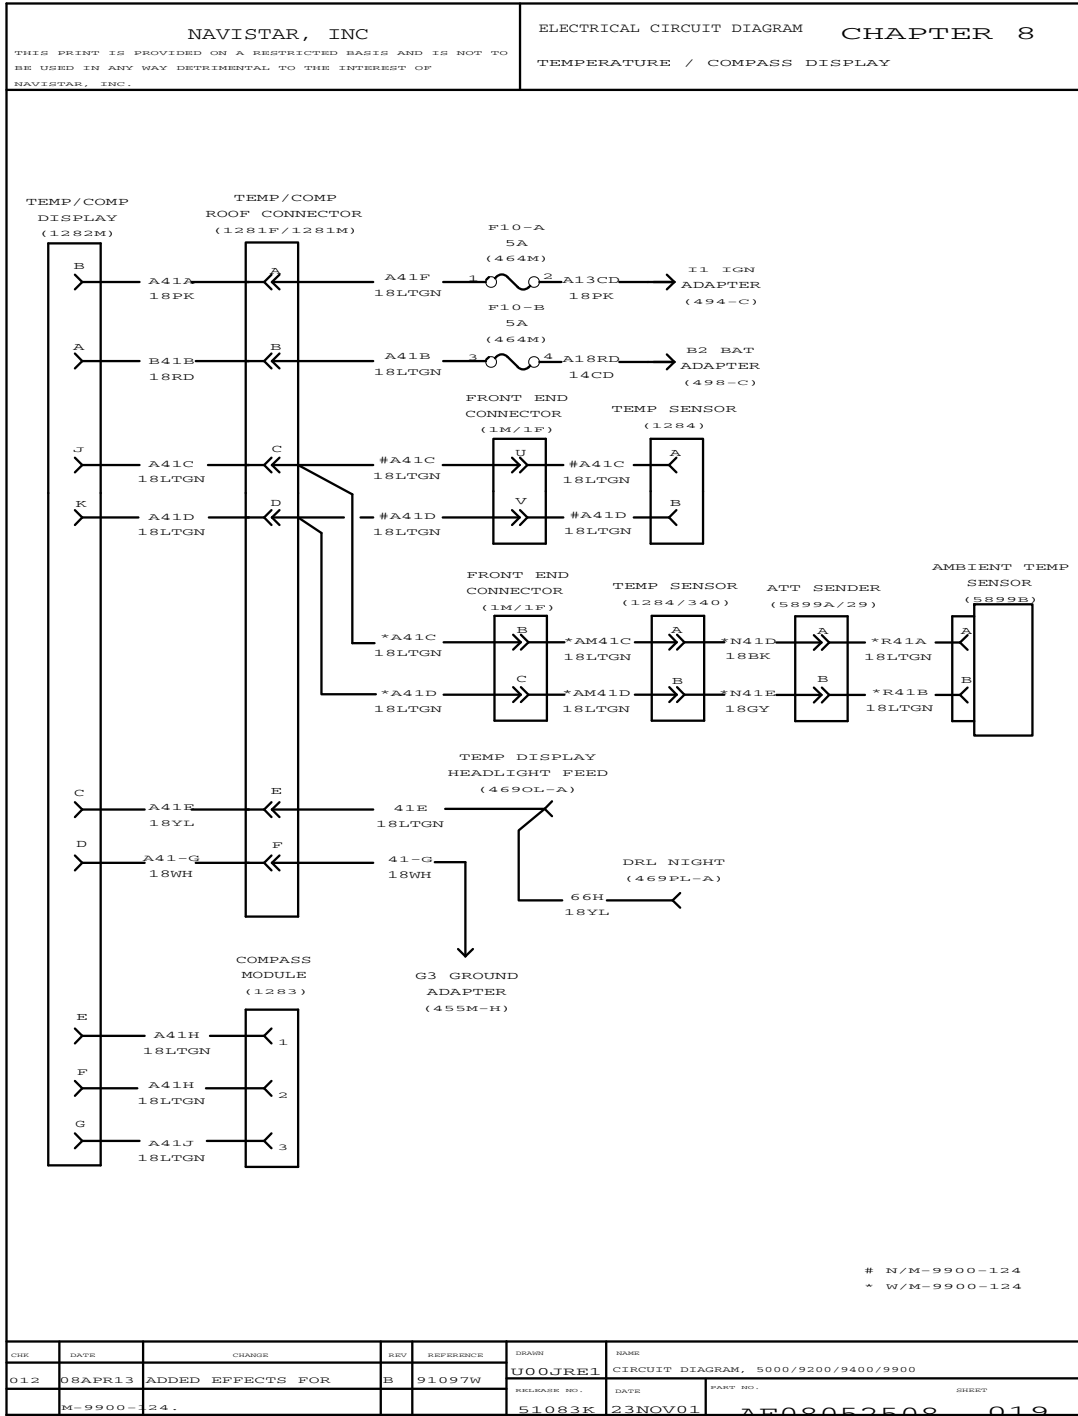 NAVISTAR, INC
THIS PRINT IS PROVIDED ON A RESTRICTED BASIS AND IS NOT TO
BE USED IN ANY WAY DETRIMENTAL TO THE INTEREST OF
NAVISTAR, INC.
ELECTRICAL CIRCUIT DIAGRAM
CHAPTER 8
TEMPERATURE / COMPASS DISPLAY
TEMP/COMP
DISPLAY
(1282M)
TEMP/COMP
ROOF CONNECTOR
(1281F/1281M)
F10-A
5A
(464M)
B
A41A
18PK
A
A41F
18LTGN
1
2
A13CD
18PK
I1 IGN
ADAPTER
(494-C)
F10-B
5A
(464M)
A
B41B
18RD
B
A41B
18LTGN
3
4
A18RD
14CD
B2 BAT
ADAPTER
(498-C)
FRONT END
CONNECTOR
(1M/1F)
TEMP SENSOR
(1284)
J
A41C
18LTGN
C
#A41C
18LTGN
U
#A41C
18LTGN
A
K
A41D
18LTGN
D
#A41D
18LTGN
V
#A41D
18LTGN
B
FRONT END
CONNECTOR
(1M/1F)
TEMP SENSOR
(1284/340)
ATT SENDER
(5899A/29)
AMBIENT TEMP
SENSOR
(5899B)
*A41C
18LTGN
B
*AM41C
18LTGN
A
*N41D
18BK
A
*R41A
18LTGN
A
*A41D
18LTGN
C
*AM41D
18LTGN
B
*N41E
18GY
B
*R41B
18LTGN
B
TEMP DISPLAY
HEADLIGHT FEED
(469OL-A)
C
A41E
18YL
E
41E
18LTGN
D
A41-G
18WH
F
41-G
18WH
DRL NIGHT
(469PL-A)
66H
18YL
G3 GROUND
ADAPTER
(455M-H)
COMPASS
MODULE
(1283)
E
A41H
18LTGN
1
F
A41H
18LTGN
2
G
A41J
18LTGN
3
# N/M-9900-124
* W/M-9900-124
CHK DATE CHANGE REV REFERENCE
012 08APR13 ADDED EFFECTS FOR B 91097W
M-9900-124.
DRAWN
U00JRE1
NAME
CIRCUIT DIAGRAM, 5000/9200/9400/9900
RELEASE NO.
51083K
DATE
23NOV01
PART NO.
AE08052508
SHEET
019